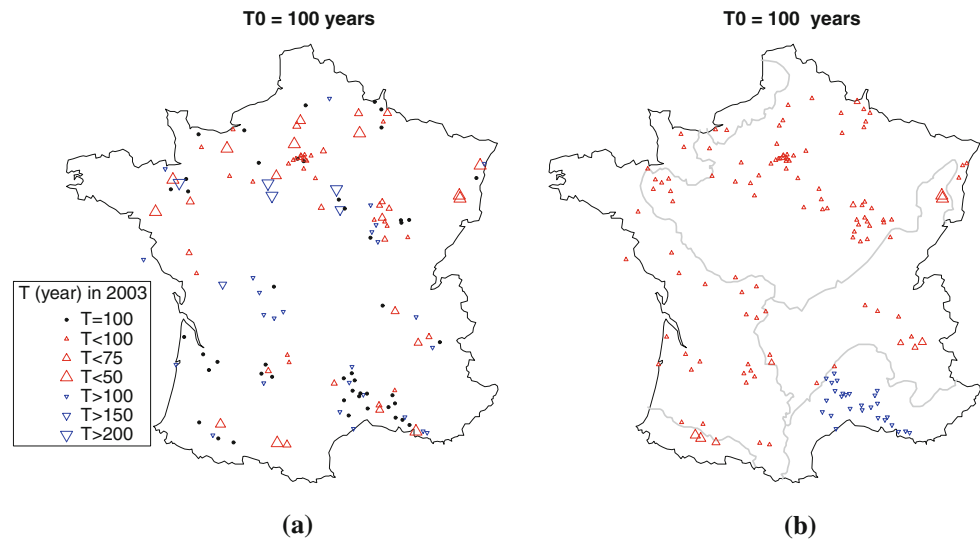 T0 = 100 years
T0 = 100 years
T (year) in 2003
T=100
T<100
T<75
T<50
T>100
T>150
T>200
(a)
(b)